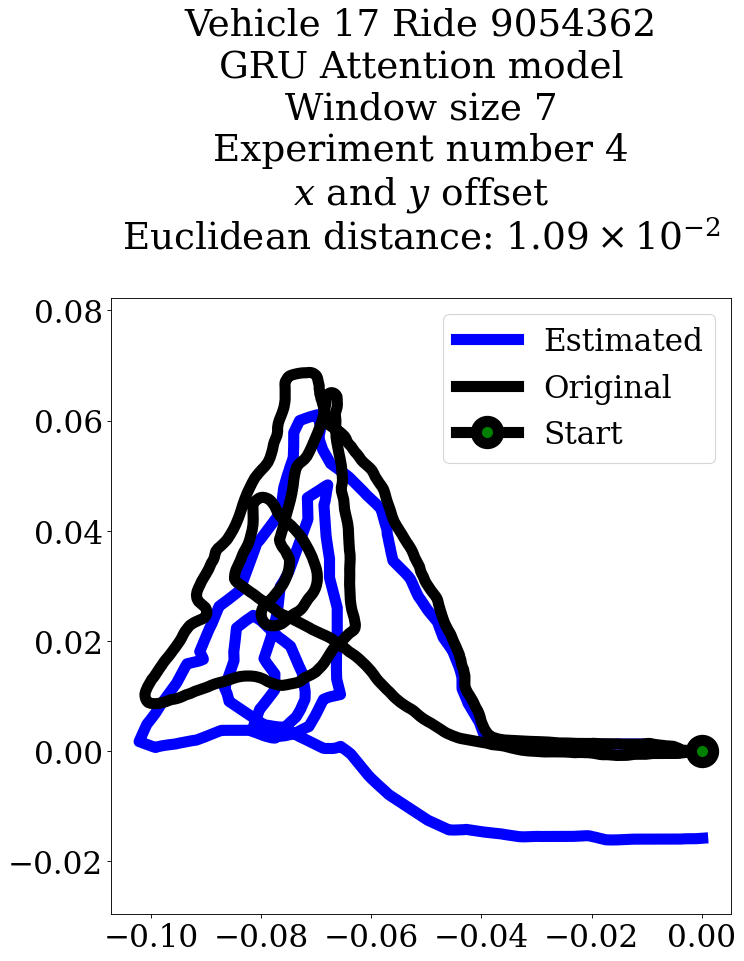 Vehicle 17 Ride 9054362
GRU Attention model
Window size 7
Experiment number 4
x and y offset
Euclidean distance: 1.09 × 10⁻²
Estimated
Original
Start
0.08
0.06
0.04
0.02
0.00
−0.02
−0.10 −0.08 −0.06 −0.04 −0.02 0.00